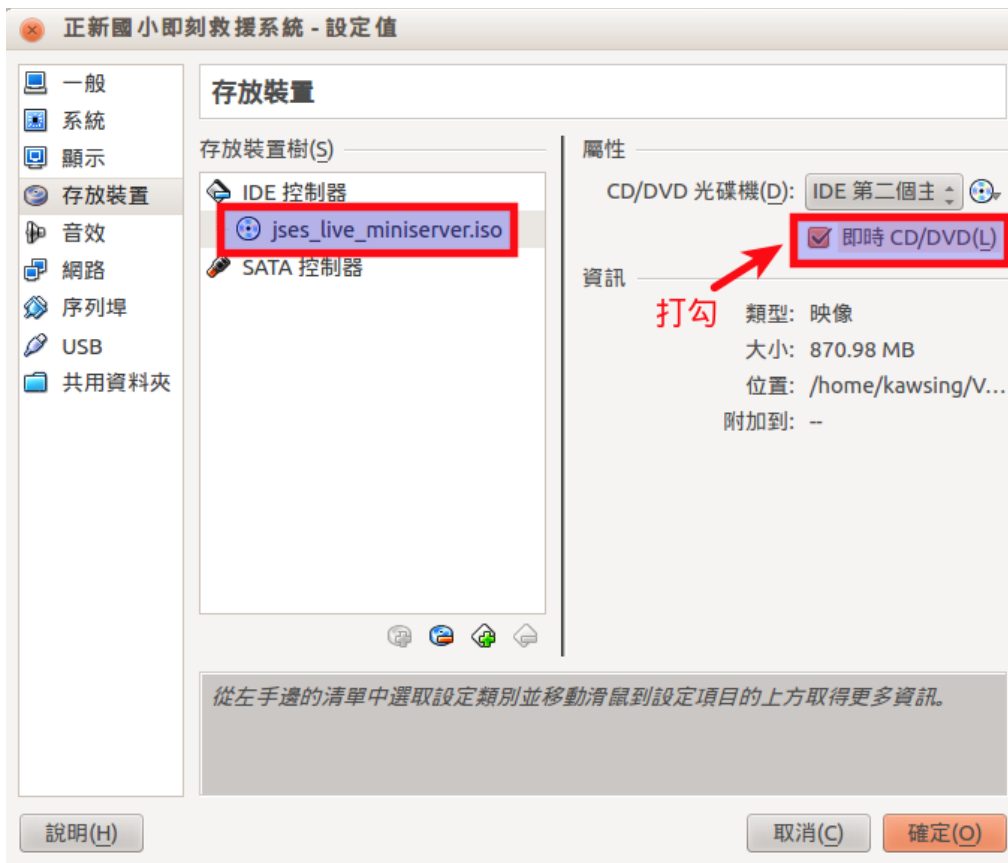 正新國小即刻救援系統 - 設定值
一般
系統
顯示
存放裝置
音效
網路
序列埠
USB
共用資料夾
存放裝置
存放裝置樹(S)
IDE 控制器
jses_live_miniserver.iso
SATA 控制器
屬性
CD/DVD 光碟機(D): IDE 第二個主
即時 CD/DVD(L)
打勾
資訊
類型: 映像
大小: 870.98 MB
位置: /home/kawsing/V...
附加到: --
從左手邊的清單中選取設定類別並移動滑鼠到設定項目的上方取得更多資訊。
說明(H)
取消(C)
確定(O)